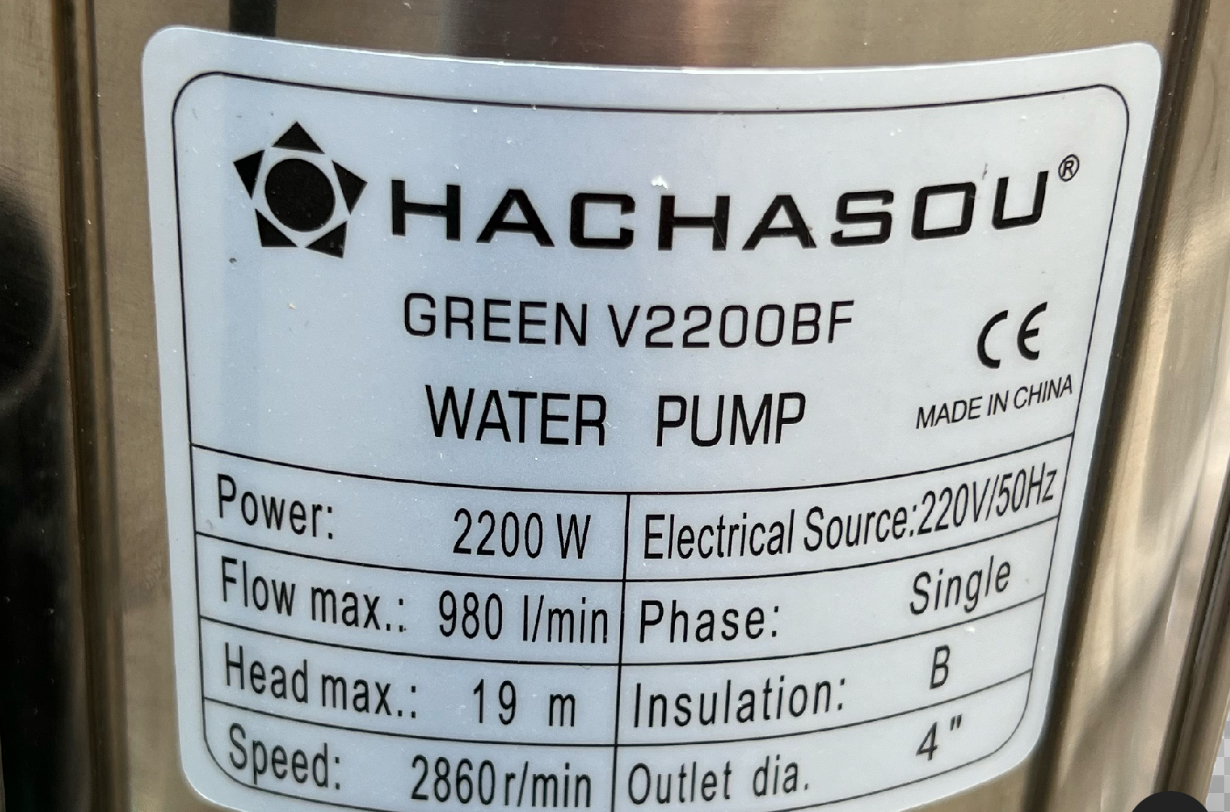 HACHASOU®
GREEN V2200BF
CE
WATER PUMP
MADE IN CHINA
Power: 2200 W Electrical Source:220V/50Hz
Flow max.: 980 l/min Phase: Single
Head max.: 19 m Insulation: B
Speed: 2860r/min Outlet dia. 4"